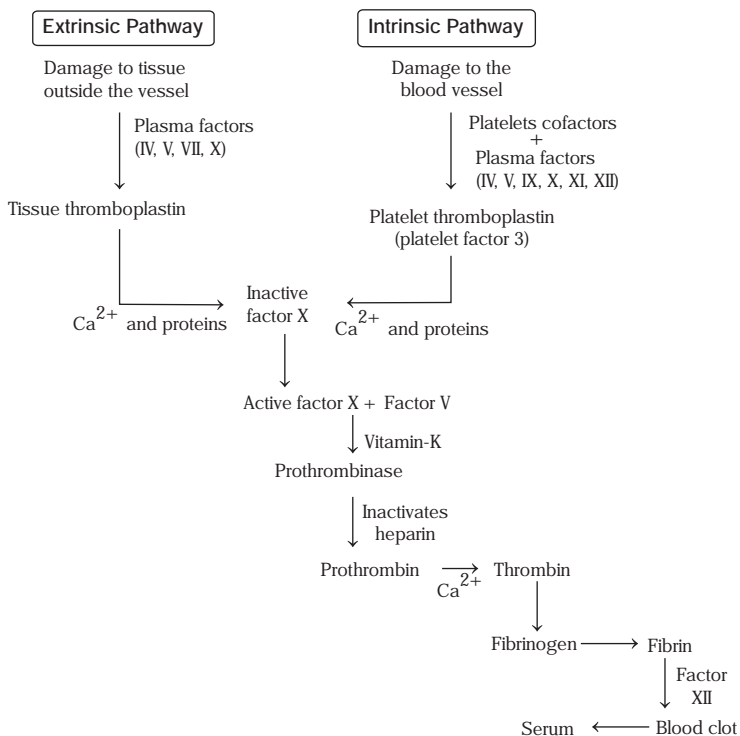 Extrinsic Pathway
Intrinsic Pathway
Damage to tissue
outside the vessel
Damage to the
blood vessel
Plasma factors
(IV, V, VII, X)
Platelets cofactors
+
Plasma factors
(IV, V, IX, X, XI, XII)
Tissue thromboplastin
Platelet thromboplastin
(platelet factor 3)
Inactive
factor X
Ca2+ and proteins
Ca2+ and proteins
Active factor X + Factor V
Vitamin-K
Prothrombinase
Inactivates
heparin
Prothrombin
Ca2+
Thrombin
Fibrinogen
Fibrin
Factor
XII
Serum
Blood clot